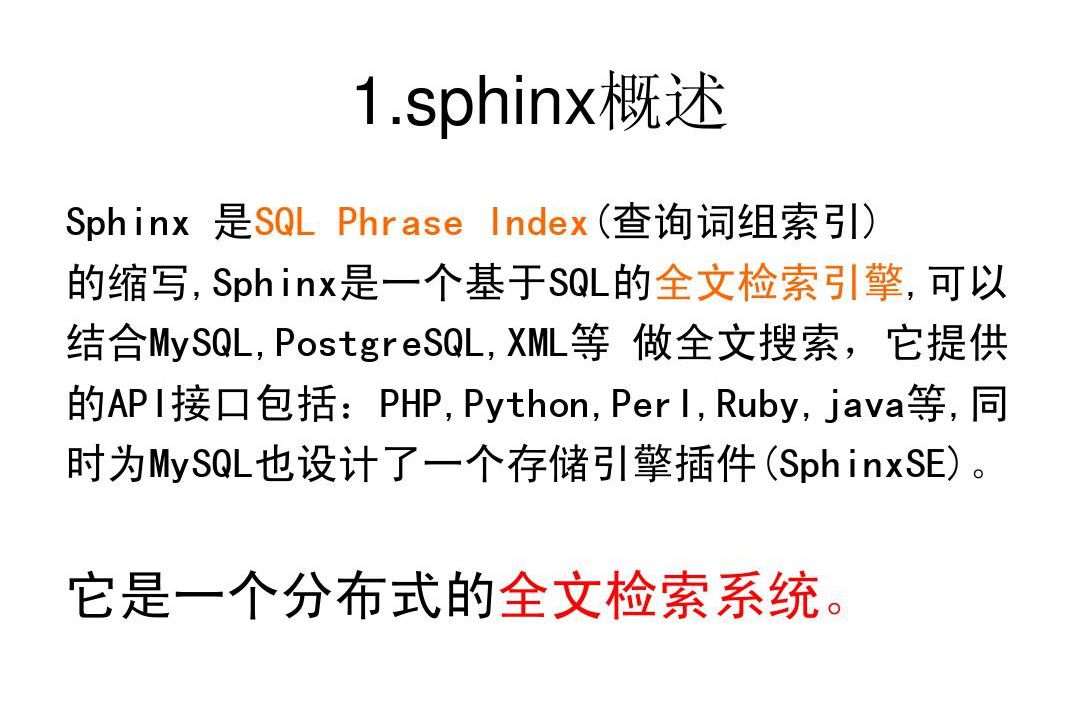 1.sphinx概述
Sphinx 是SQL Phrase Index(查询词组索引)
的缩写,Sphinx是一个基于SQL的全文检索引擎,可以
结合MySQL,PostgreSQL,XML等 做全文搜索，它提供
的API接口包括：PHP,Python,Perl,Ruby,java等,同
时为MySQL也设计了一个存储引擎插件(SphinxSE)。
它是一个分布式的全文检索系统。